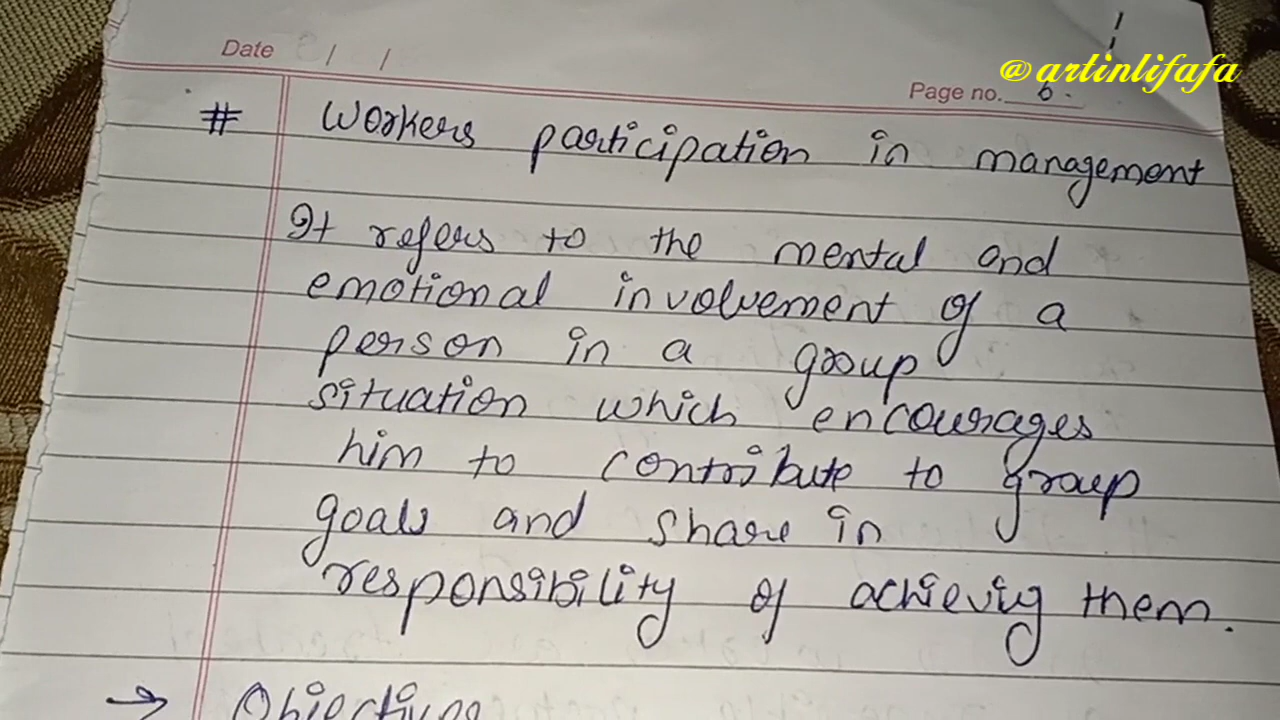 Date / /
@artinlifafa
Page no. 6.
# Workers participation in management
It refers to the mental and
emotional involvement of a
person in a group
situation which encourages
him to contribute to group
goals and share in
responsibility of achieving them.
→ Objectives